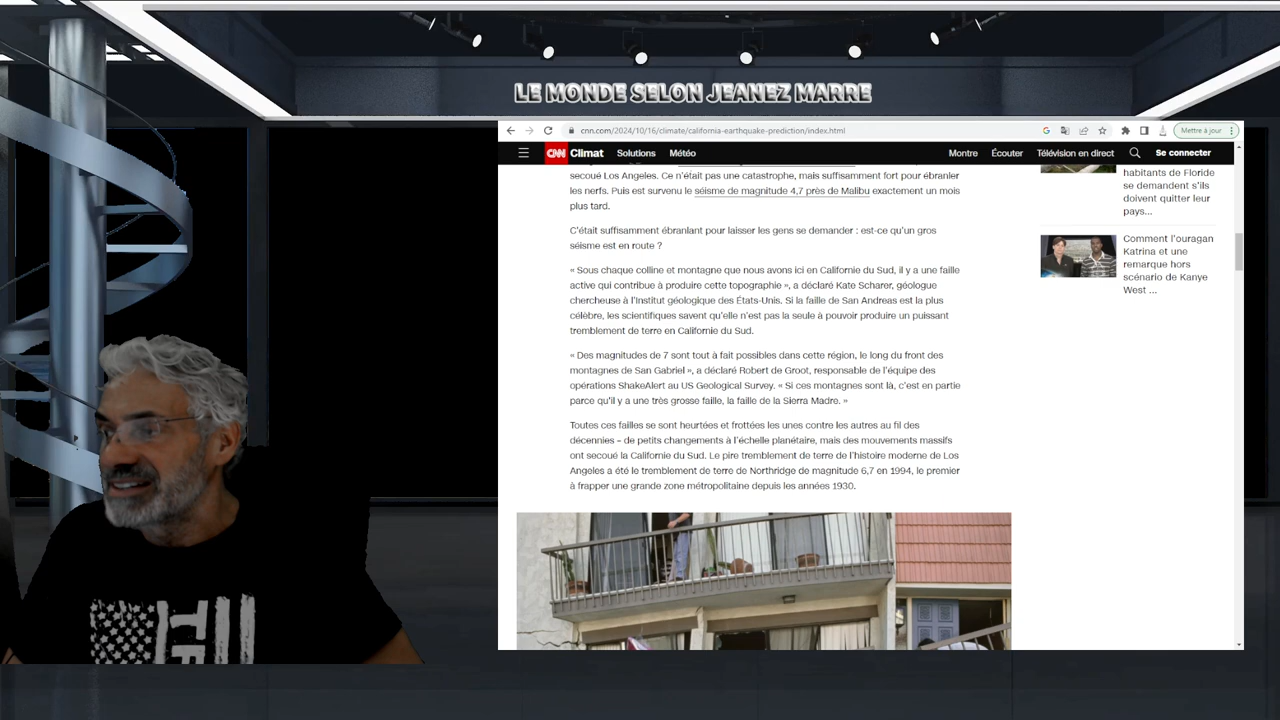 LE MONDE SELON JEANEZ MARRE
cnn.com/2024/10/16/climate/california-earthquake-prediction/index.html
Mettre à jour
CNN Climat Solutions Météo Montre Écouter Télévision en direct Se connecter
secoué Los Angeles. Ce n'était pas une catastrophe, mais suffisamment fort pour ébranler
les nerfs. Puis est survenu le séisme de magnitude 4,7 près de Malibu exactement un mois
plus tard.
C'était suffisamment ébranlant pour laisser les gens se demander : est-ce qu'un gros
séisme est en route ?
« Sous chaque colline et montagne que nous avons ici en Californie du Sud, il y a une faille
active qui contribue à produire cette topographie », a déclaré Kate Scharer, géologue
chercheuse à l'Institut géologique des États-Unis. Si la faille de San Andreas est la plus
célèbre, les scientifiques savent qu'elle n'est pas la seule à pouvoir produire un puissant
tremblement de terre en Californie du Sud.
« Des magnitudes de 7 sont tout à fait possibles dans cette région, le long du front des
montagnes de San Gabriel », a déclaré Robert de Groot, responsable de l'équipe des
opérations ShakeAlert au US Geological Survey. « Si ces montagnes sont là, c'est en partie
parce qu'il y a une très grosse faille, la faille de la Sierra Madre. »
Toutes ces failles se sont heurtées et frottées les unes contre les autres au fil des
décennies – de petits changements à l'échelle planétaire, mais des mouvements massifs
ont secoué la Californie du Sud. Le pire tremblement de terre de l'histoire moderne de Los
Angeles a été le tremblement de terre de Northridge de magnitude 6,7 en 1994, le premier
à frapper une grande zone métropolitaine depuis les années 1930.
habitants de Floride
se demandent s'ils
doivent quitter leur
pays...
Comment l'ouragan
Katrina et une
remarque hors
scénario de Kanye
West ...